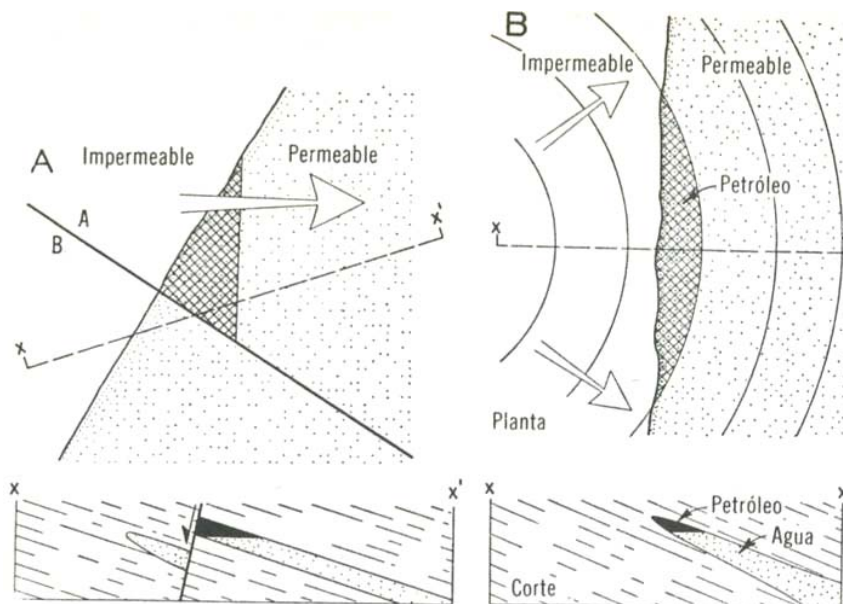 A
Impermeable
Permeable
A
B
x
x'
B
Impermeable
Permeable
Petróleo
x
Planta
x
x'
x
x
Petróleo
Agua
Corte